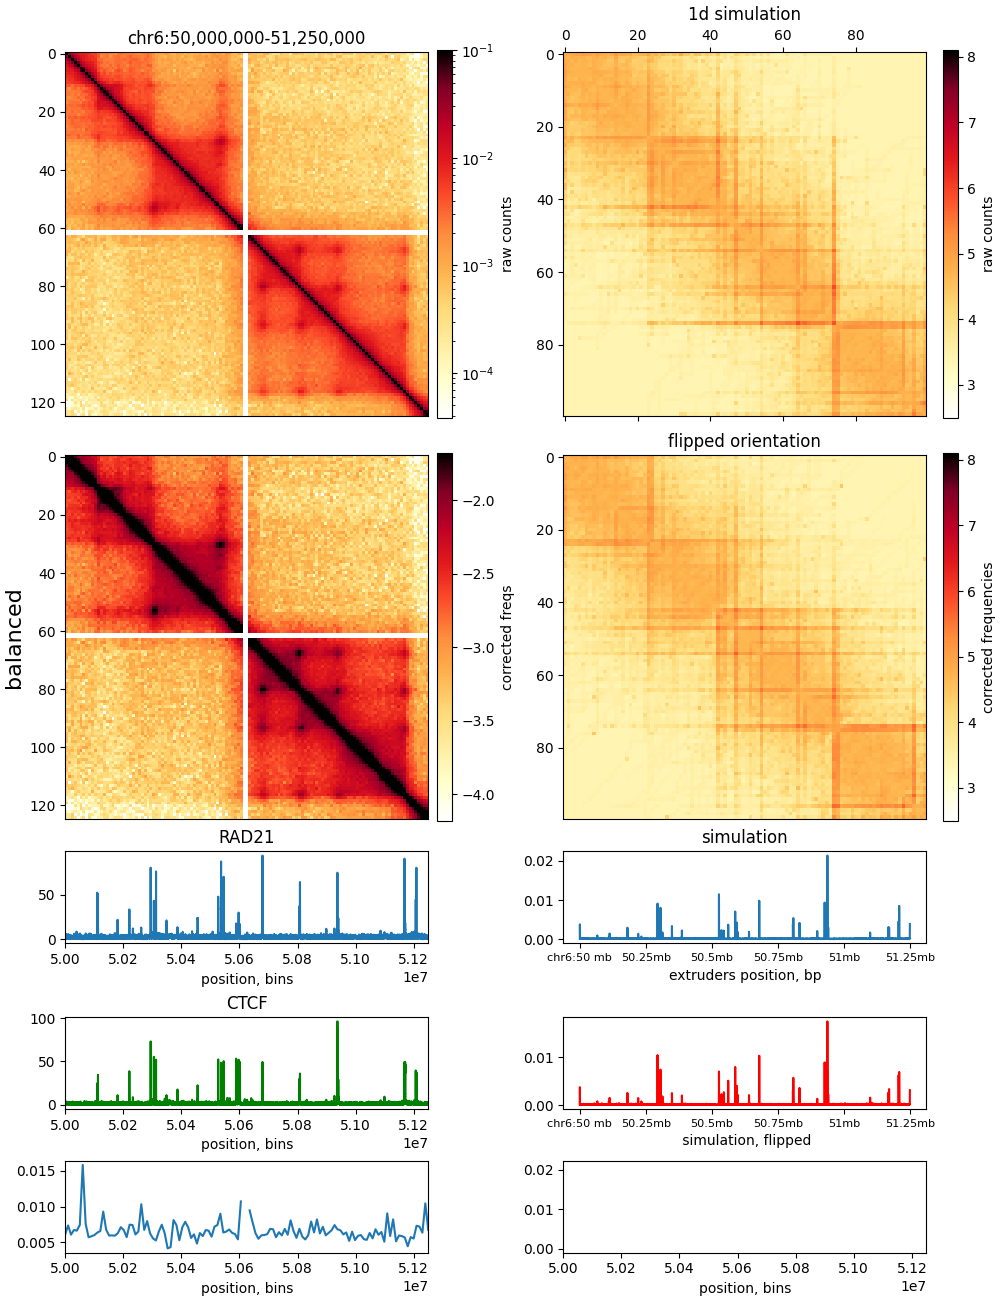 chr6:50,000,000-51,250,000
0
20
40
60
80
100
120
10⁻¹
10⁻²
10⁻³
10⁻⁴
raw counts
1d simulation
0 20 40 60 80
0
20
40
60
80
8
7
6
5
4
3
raw counts
balanced
0
20
40
60
80
100
120
−2.0
−2.5
−3.0
−3.5
−4.0
corrected freqs
flipped orientation
0
20
40
60
80
8
7
6
5
4
3
corrected frequencies
RAD21
50
0
5.00 5.02 5.04 5.06 5.08 5.10 5.12
1e7
position, bins
simulation
0.02
0.01
0.00
chr6:50 mb 50.25mb 50.5mb 50.75mb 51mb 51.25mb
extruders position, bp
CTCF
100
50
0
5.00 5.02 5.04 5.06 5.08 5.10 5.12
1e7
position, bins
0.01
0.00
chr6:50 mb 50.25mb 50.5mb 50.75mb 51mb 51.25mb
simulation, flipped
0.015
0.010
0.005
5.00 5.02 5.04 5.06 5.08 5.10 5.12
1e7
position, bins
0.02
0.01
0.00
5.00 5.02 5.04 5.06 5.08 5.10 5.12
1e7
position, bins